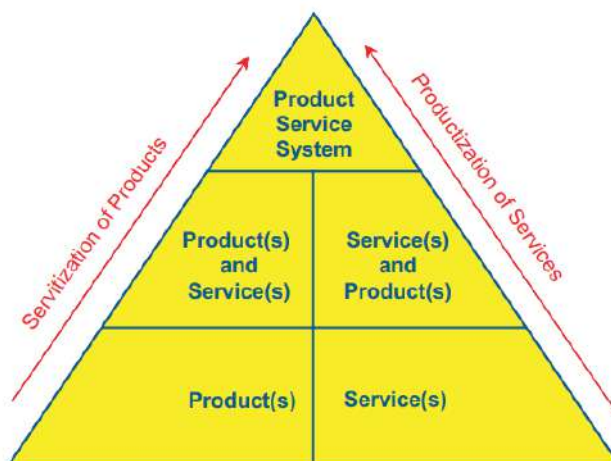 Product
Service
System
Servitization of Products
Productization of Services
Product(s)
and
Service(s)
Service(s)
and
Product(s)
Product(s)
Service(s)